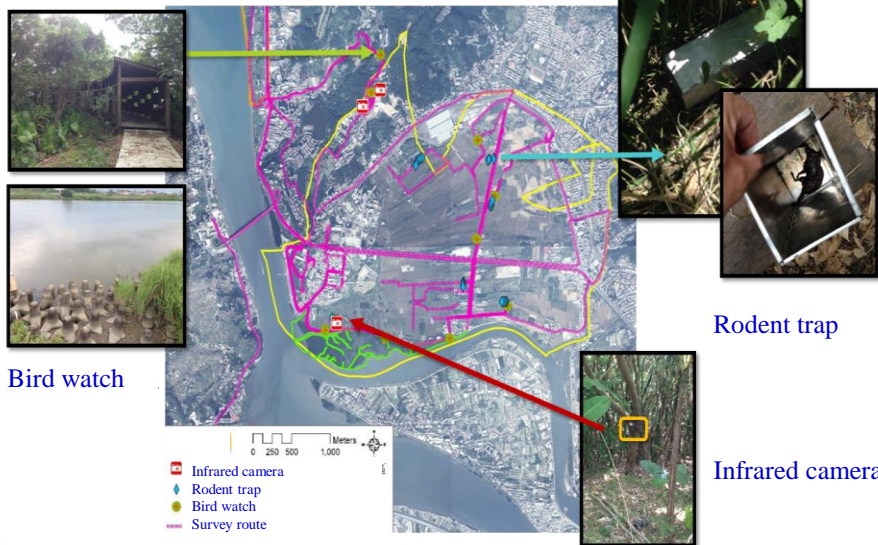 Bird watch
Rodent trap
Infrared camera
Meters
0 250 500 1,000
Infrared camera
Rodent trap
Bird watch
Survey route